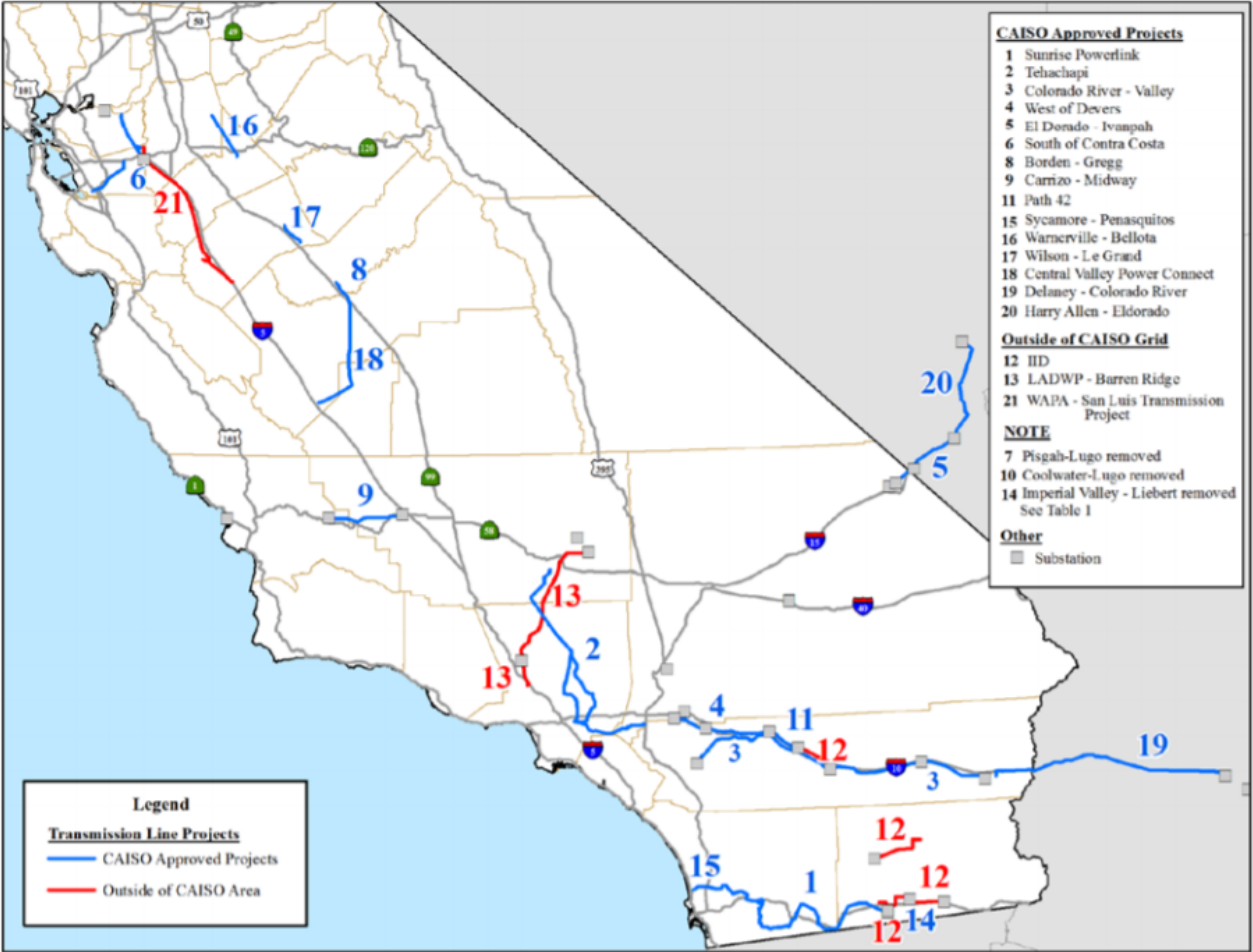 CAISO Approved Projects
1 Sunrise Powerlink
2 Tehachapi
3 Colorado River - Valley
4 West of Devers
5 El Dorado - Ivanpah
6 South of Contra Costa
8 Borden - Gregg
9 Carrizo - Midway
11 Path 42
15 Sycamore - Penasquitos
16 Warnerville - Bellota
17 Wilson - Le Grand
18 Central Valley Power Connect
19 Delaney - Colorado River
20 Harry Allen - Eldorado
Outside of CAISO Grid
12 IID
13 LADWP - Barren Ridge
21 WAPA - San Luis Transmission
Project
NOTE
7 Pisgah-Lugo removed
10 Coolwater-Lugo removed
14 Imperial Valley - Liebert removed
See Table 1
Other
Substation
50
49
101
16
120
6
21
17
8
5
18
20
101
5
395
99
1
9
58
15
13
40
2
13
4
11
3
12
10
3
19
5
12
15
1
12
14
12
Legend
Transmission Line Projects
CAISO Approved Projects
Outside of CAISO Area